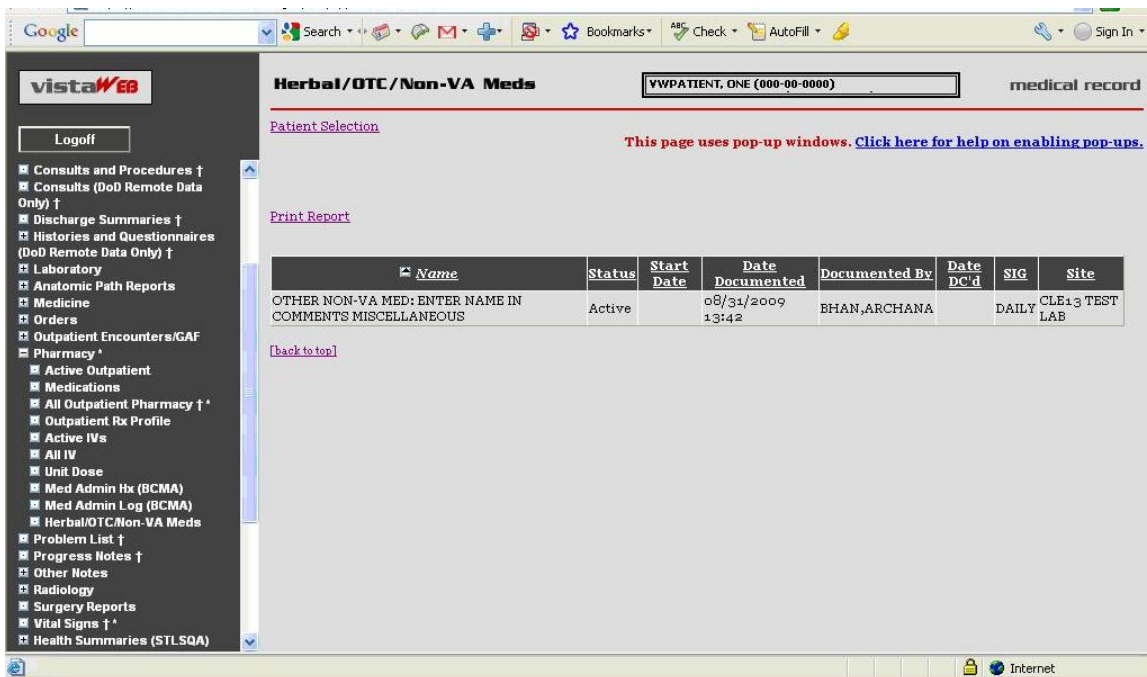 Google
Search
Bookmarks
ABC
Check
AutoFill
Sign In
vistaWEB
Logoff
Consults and Procedures †
Consults (DoD Remote Data
Only) †
Discharge Summaries †
Histories and Questionnaires
(DoD Remote Data Only) †
Laboratory
Anatomic Path Reports
Medicine
Orders
Outpatient Encounters/GAF
Pharmacy *
Active Outpatient
Medications
All Outpatient Pharmacy † *
Outpatient Rx Profile
Active IVs
All IV
Unit Dose
Med Admin Hx (BCMA)
Med Admin Log (BCMA)
Herbal/OTC/Non-VA Meds
Problem List †
Progress Notes †
Other Notes
Radiology
Surgery Reports
Vital Signs † *
Health Summaries (STLSQA)
Herbal/OTC/Non-VA Meds
VWPATIENT, ONE (000-00-0000)
medical record
Patient Selection
This page uses pop-up windows. Click here for help on enabling pop-ups.
Print Report
Name Status Start Date Date Documented Documented By Date DC'd SIG Site
OTHER NON-VA MED: ENTER NAME IN
COMMENTS MISCELLANEOUS
Active
08/31/2009
13:42
BHAN,ARCHANA
DAILY
CLE13 TEST
LAB
[back to top]
Internet